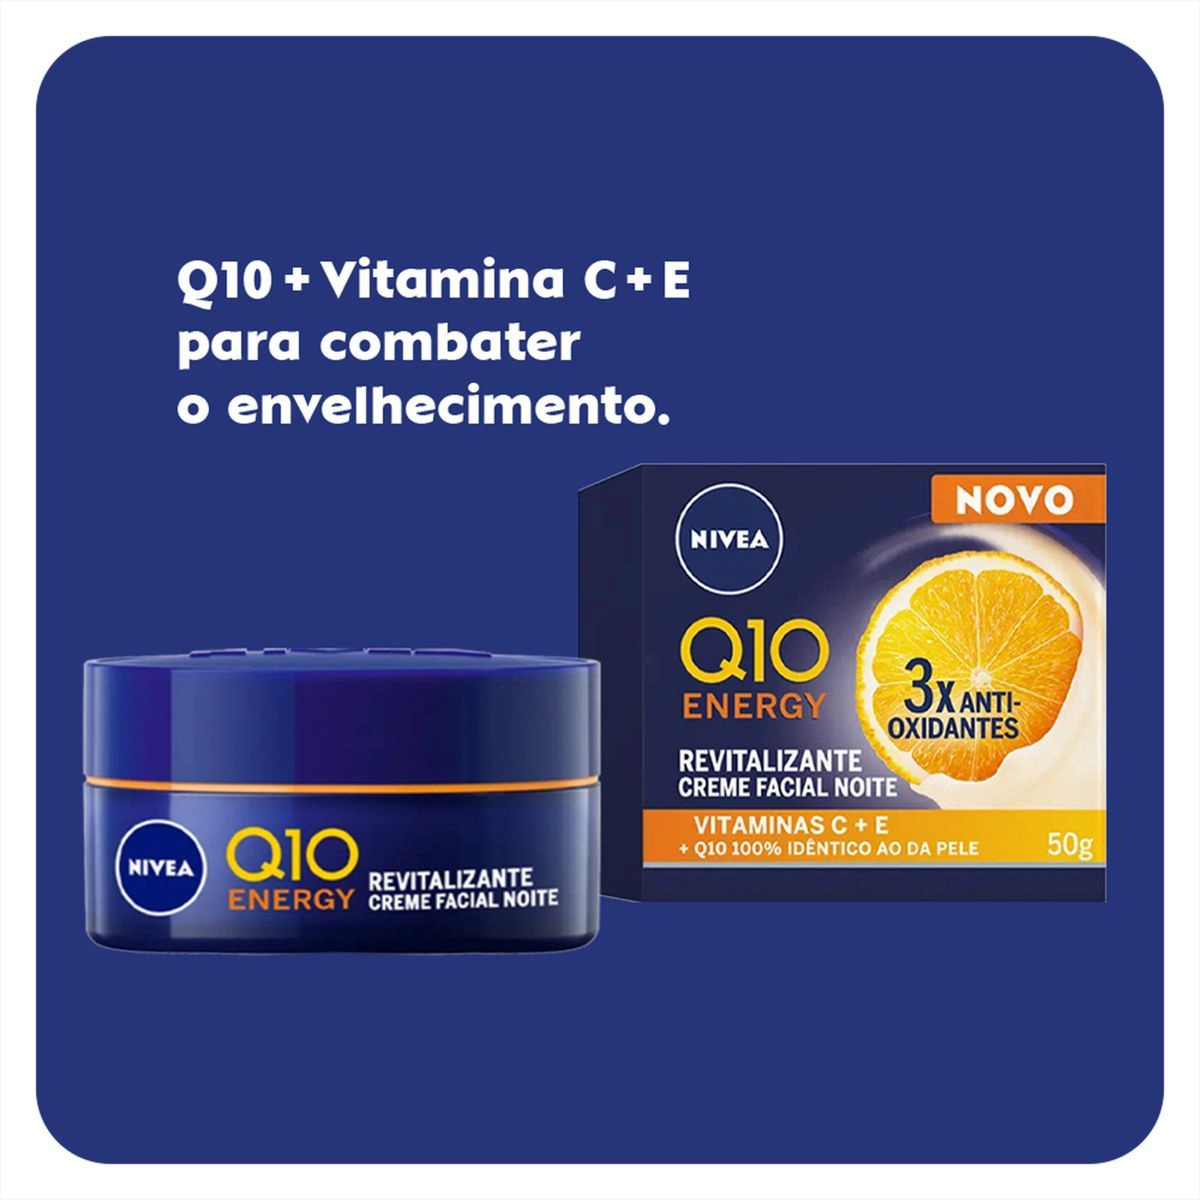 Q10 + Vitamina C + E
para combater
o envelhecimento.
NOVO
NIVEA
Q10
ENERGY
3x ANTI-
OXIDANTES
REVITALIZANTE
CREME FACIAL NOITE
VITAMINAS C + E
+ Q10 100% IDÊNTICO AO DA PELE
50g
NIVEA
Q10
ENERGY
REVITALIZANTE
CREME FACIAL NOITE